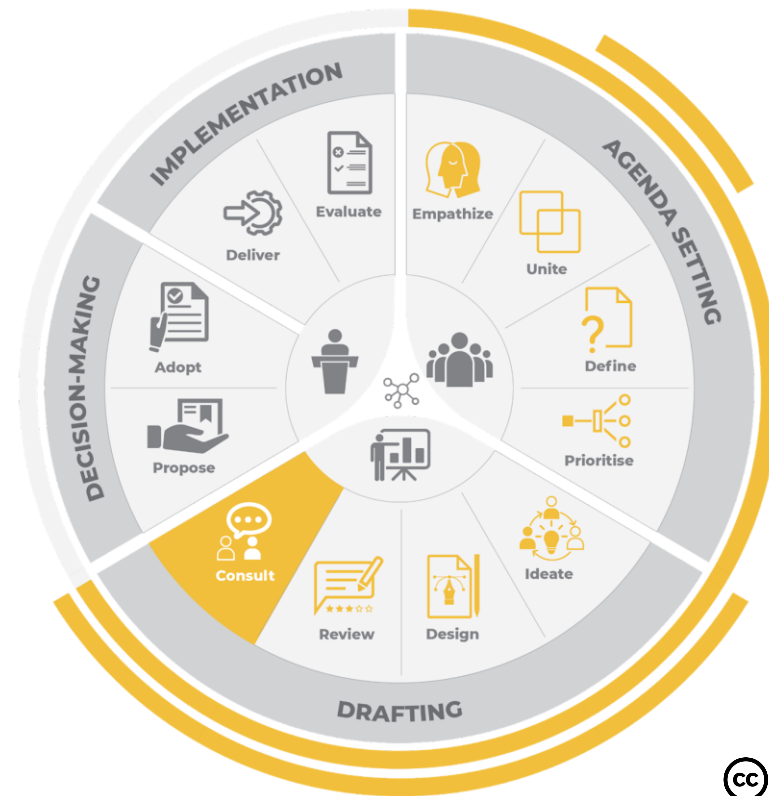 IMPLEMENTATION
AGENDA SETTING
Evaluate
Empathize
Deliver
Unite
DECISION-MAKING
Adopt
Define
Propose
Prioritise
Consult
Ideate
Review
Design
DRAFTING
cc